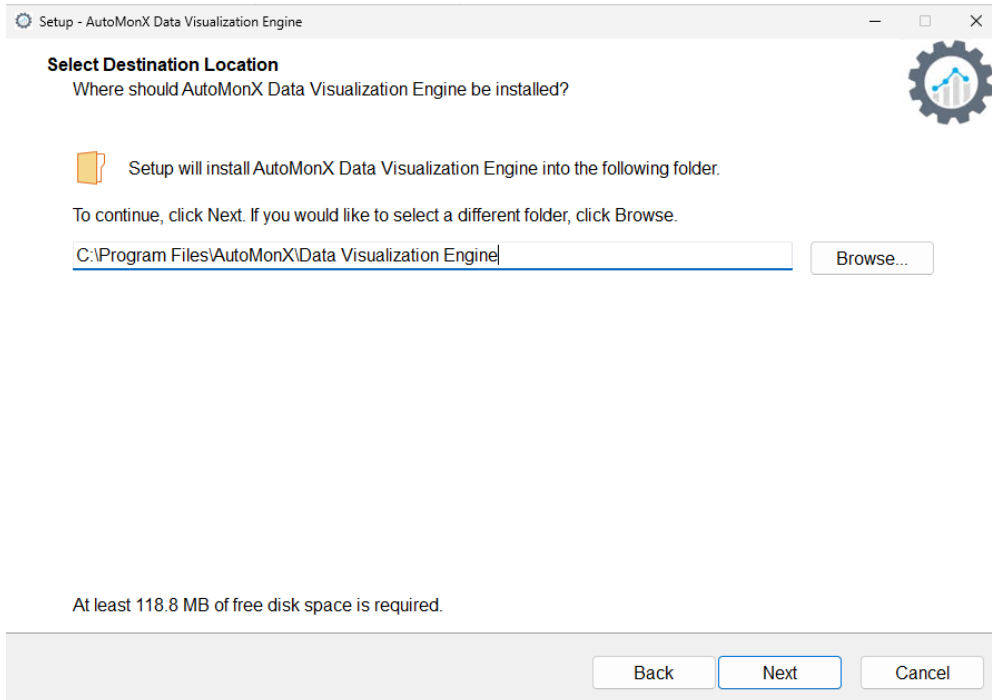 Setup - AutoMonX Data Visualization Engine
Select Destination Location
Where should AutoMonX Data Visualization Engine be installed?
Setup will install AutoMonX Data Visualization Engine into the following folder.
To continue, click Next. If you would like to select a different folder, click Browse.
C:\Program Files\AutoMonX\Data Visualization Engine
Browse...
At least 118.8 MB of free disk space is required.
Back Next Cancel